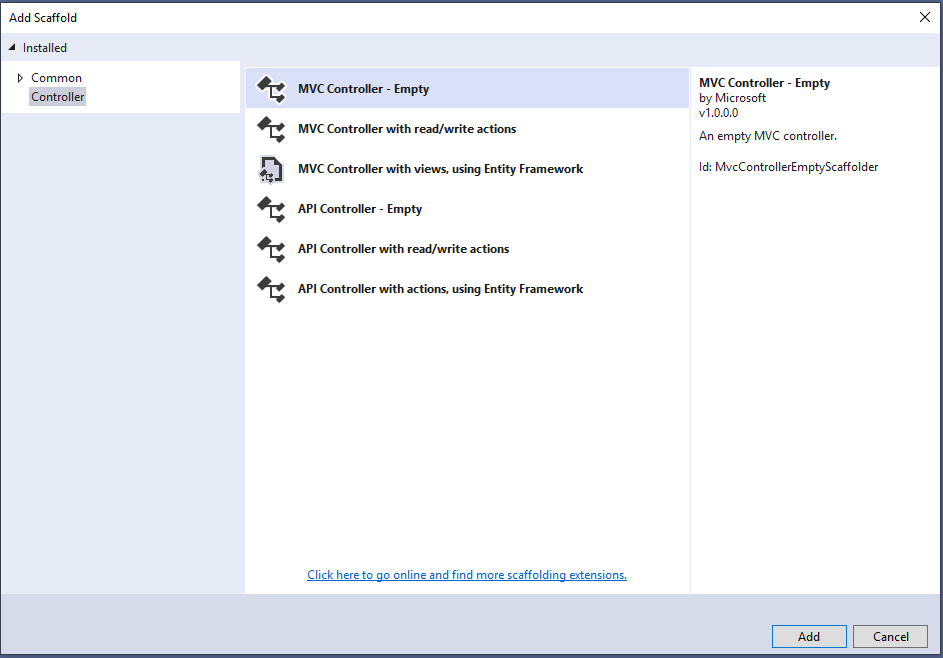 Add Scaffold
Installed
Common
Controller
MVC Controller - Empty
MVC Controller with read/write actions
MVC Controller with views, using Entity Framework
API Controller - Empty
API Controller with read/write actions
API Controller with actions, using Entity Framework
Click here to go online and find more scaffolding extensions.
MVC Controller - Empty
by Microsoft
v1.0.0.0
An empty MVC controller.
Id: MvcControllerEmptyScaffolder
Add
Cancel